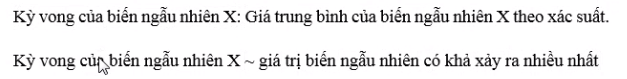 Kỳ vong của biến ngẫu nhiên X: Giá trung bình của biến ngẫu nhiên X theo xác suất.
Kỳ vong của biến ngẫu nhiên X ~ giá trị biến ngẫu nhiên có khả xảy ra nhiều nhất